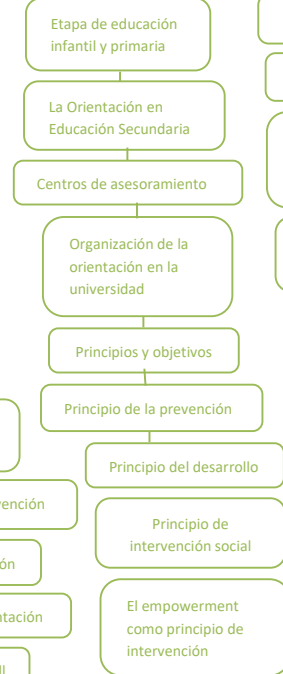 Etapa de educación
infantil y primaria
La Orientación en
Educación Secundaria
Centros de asesoramiento
Organización de la
orientación en la
universidad
Principios y objetivos
Principio de la prevención
Principio del desarrollo
Principio de
intervención social
El empowerment
como principio de
intervención